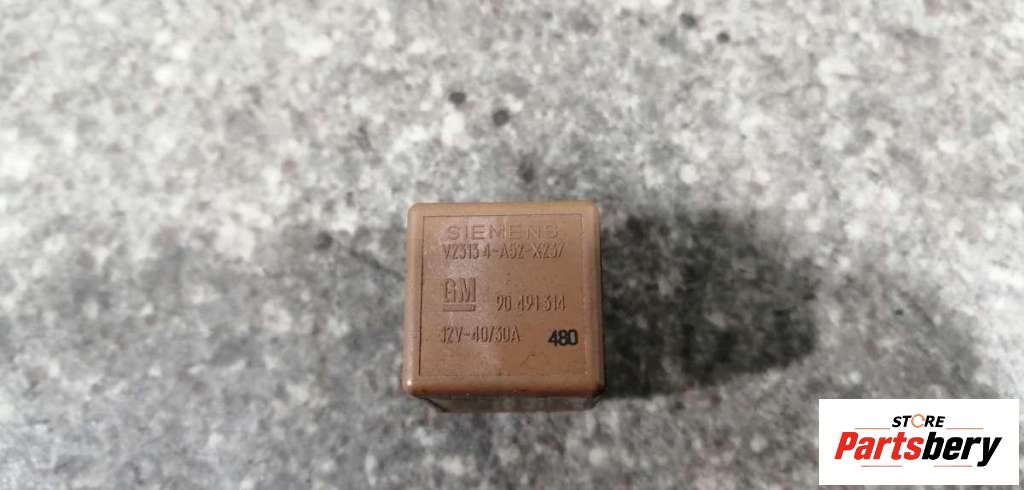 SIEMENS
V23134-A52-X237
GM
90 491 314
12V-40/30A
480
STORE
Partsbery